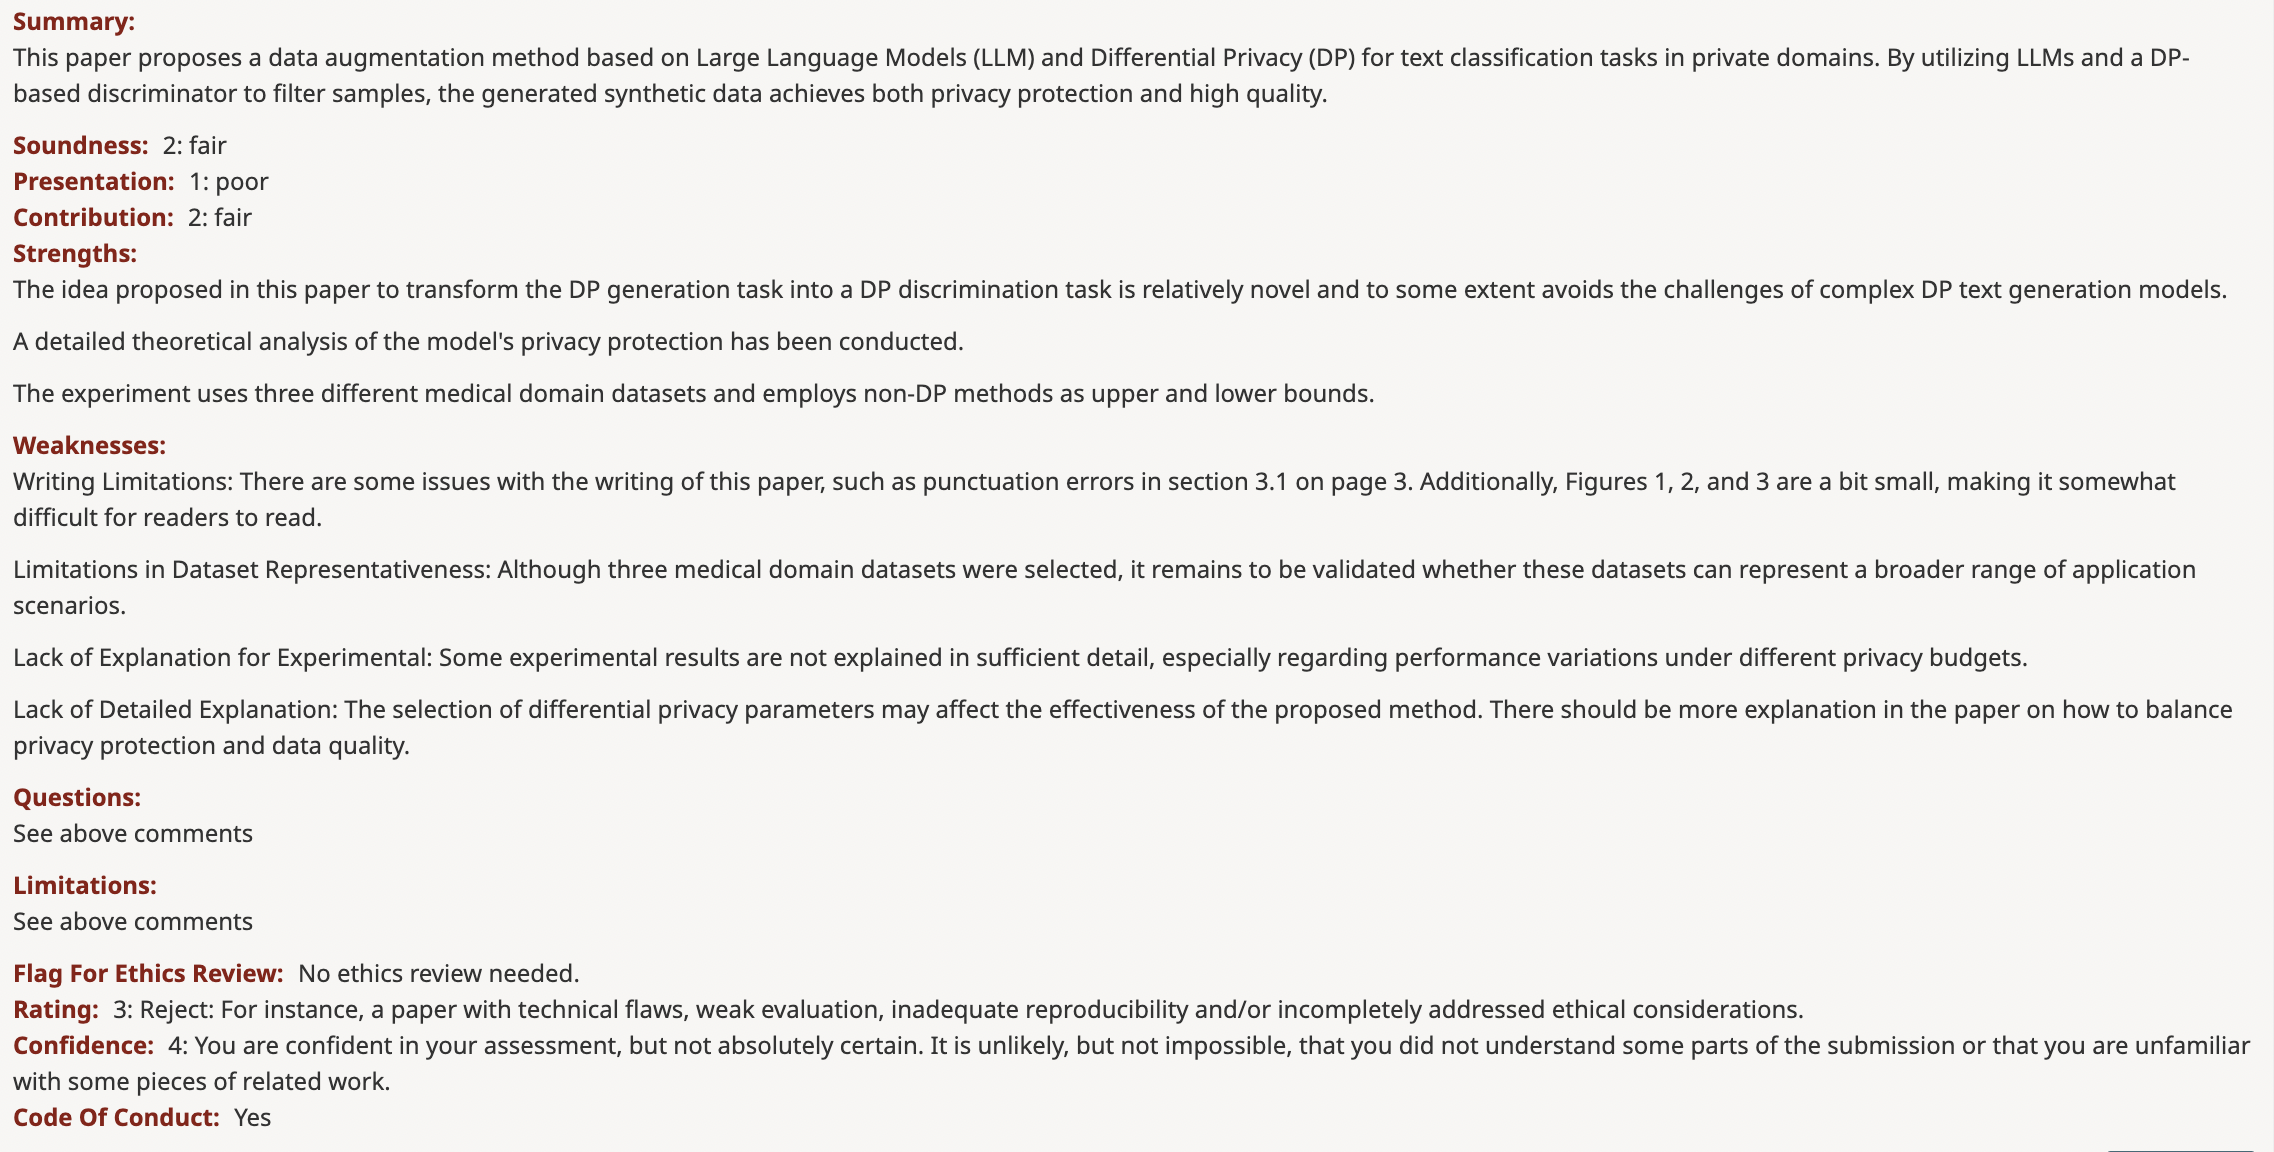 Summary:
This paper proposes a data augmentation method based on Large Language Models (LLM) and Differential Privacy (DP) for text classification tasks in private domains. By utilizing LLMs and a DP-
based discriminator to filter samples, the generated synthetic data achieves both privacy protection and high quality.
Soundness: 2: fair
Presentation: 1: poor
Contribution: 2: fair
Strengths:
The idea proposed in this paper to transform the DP generation task into a DP discrimination task is relatively novel and to some extent avoids the challenges of complex DP text generation models.
A detailed theoretical analysis of the model's privacy protection has been conducted.
The experiment uses three different medical domain datasets and employs non-DP methods as upper and lower bounds.
Weaknesses:
Writing Limitations: There are some issues with the writing of this paper, such as punctuation errors in section 3.1 on page 3. Additionally, Figures 1, 2, and 3 are a bit small, making it somewhat
difficult for readers to read.
Limitations in Dataset Representativeness: Although three medical domain datasets were selected, it remains to be validated whether these datasets can represent a broader range of application
scenarios.
Lack of Explanation for Experimental: Some experimental results are not explained in sufficient detail, especially regarding performance variations under different privacy budgets.
Lack of Detailed Explanation: The selection of differential privacy parameters may affect the effectiveness of the proposed method. There should be more explanation in the paper on how to balance
privacy protection and data quality.
Questions:
See above comments
Limitations:
See above comments
Flag For Ethics Review: No ethics review needed.
Rating: 3: Reject: For instance, a paper with technical flaws, weak evaluation, inadequate reproducibility and/or incompletely addressed ethical considerations.
Confidence: 4: You are confident in your assessment, but not absolutely certain. It is unlikely, but not impossible, that you did not understand some parts of the submission or that you are unfamiliar
with some pieces of related work.
Code Of Conduct: Yes